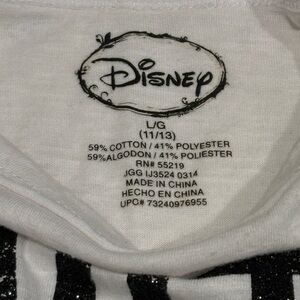 Disney
L/G
(11/13)
59% COTTON / 41% POLYESTER
59%ALGODON / 41% POLIESTER
RN# 55219
JGG IJ3524 0314
MADE IN CHINA
HECHO EN CHINA
UPC# 73240976955